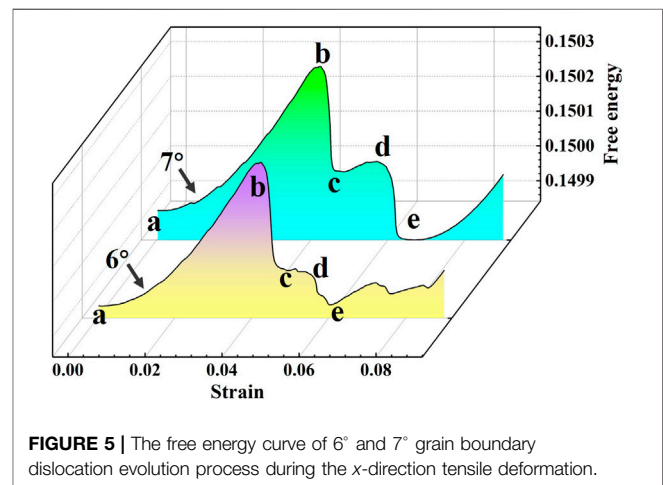 b
0.1503
0.1502
0.1501
0.1500
0.1499
Free energy
7°
d
c
a
e
b
6°
c
d
a
e
0.00 0.02 0.04 0.06 0.08
Strain
FIGURE 5 | The free energy curve of 6° and 7° grain boundary
dislocation evolution process during the x-direction tensile deformation.